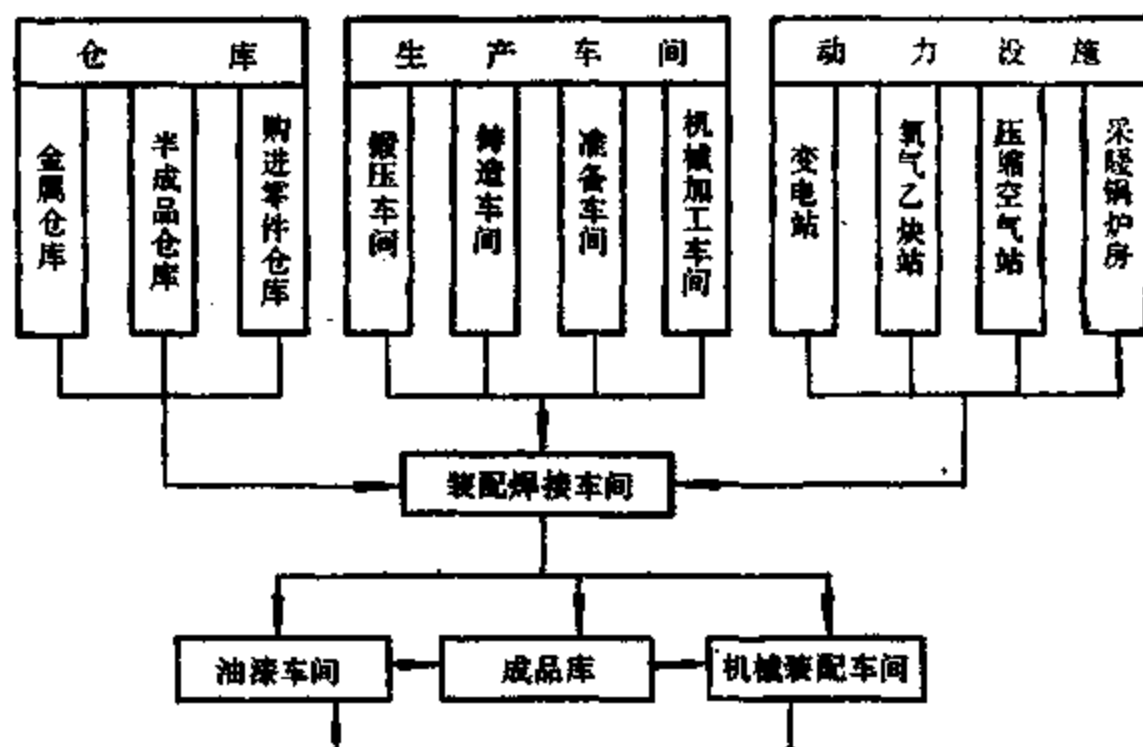 仓库
生产车间
动力设施
金属仓库
半成品仓库
购进零件仓库
锻压车间
铸造车间
准备车间
机械加工车间
变电站
氧气乙炔站
压缩空气站
采暖锅炉房
装配焊接车间
油漆车间
成品库
机械装配车间